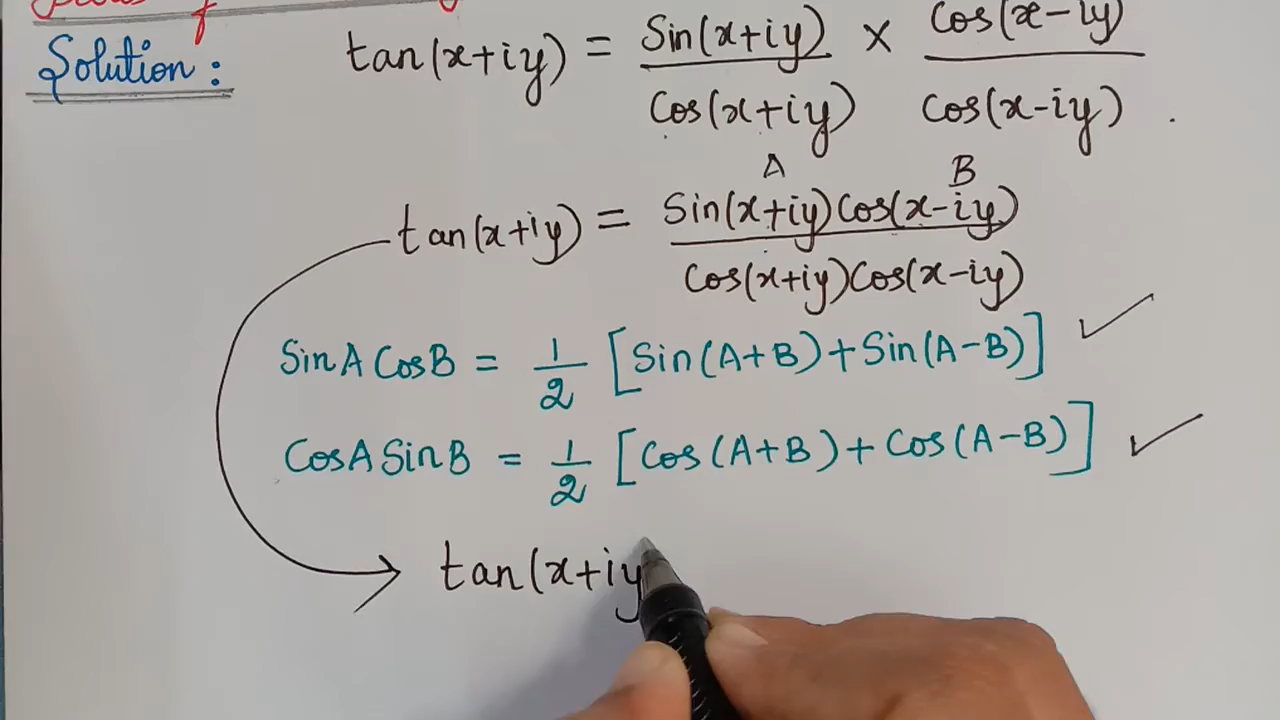 Solution :
tan(x+iy) = Sin(x+iy) / Cos(x+iy) × Cos(x-iy) / Cos(x-iy) .
A B
tan(x+iy) = Sin(x+iy)Cos(x-iy) / Cos(x+iy)Cos(x-iy)
SinA CosB = 1/2 [Sin(A+B)+Sin(A-B)] ✓
CosA SinB = 1/2 [Cos(A+B)+Cos(A-B)] ✓
tan(x+iy